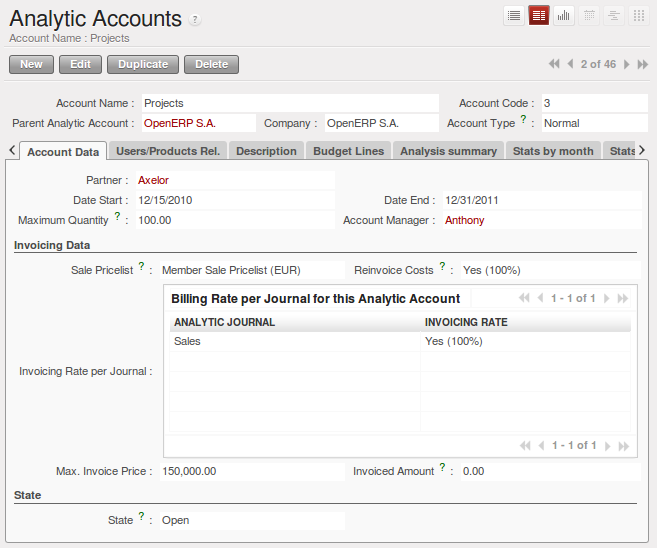 Analytic Accounts ?
Account Name : Projects
New Edit Duplicate Delete 2 of 46
Account Name : Projects Account Code : 3
Parent Analytic Account : OpenERP S.A. Company : OpenERP S.A. Account Type ? : Normal
Account Data Users/Products Rel. Description Budget Lines Analysis summary Stats by month Stats
Partner : Axelor
Date Start : 12/15/2010 Date End : 12/31/2011
Maximum Quantity ? : 100.00 Account Manager : Anthony
Invoicing Data
Sale Pricelist ? : Member Sale Pricelist (EUR) Reinvoice Costs ? : Yes (100%)
Billing Rate per Journal for this Analytic Account 1 - 1 of 1
ANALYTIC JOURNAL INVOICING RATE
Sales Yes (100%)
Invoicing Rate per Journal :
1 - 1 of 1
Max. Invoice Price : 150,000.00 Invoiced Amount ? : 0.00
State
State ? : Open